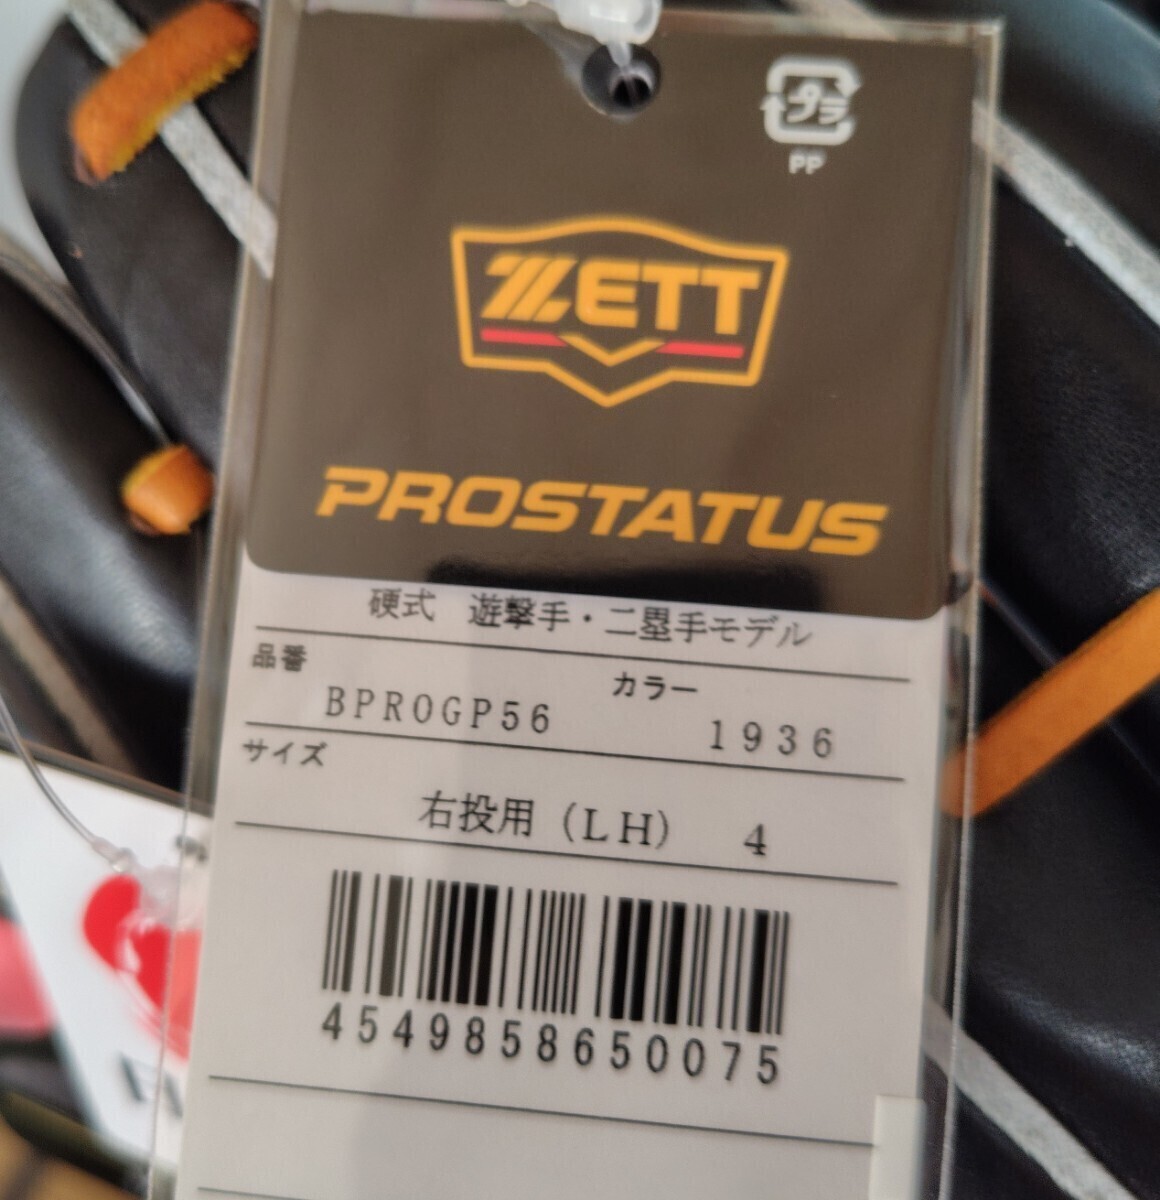 プラ
PP
ZETT
PROSTATUS
硬式　遊撃手・二塁手モデル
品番　カラー
BPROGP56　1936
サイズ
右投用（LH）　4
4549858650075